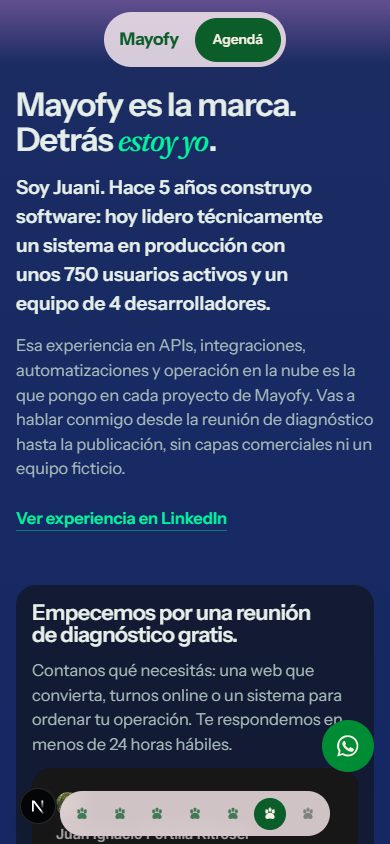 Mayofy
Agendá
Mayofy es la marca.
Detrás estoy yo.
Soy Juani. Hace 5 años construyo
software: hoy lidero técnicamente
un sistema en producción con
unos 750 usuarios activos y un
equipo de 4 desarrolladores.
Esa experiencia en APIs, integraciones,
automatizaciones y operación en la nube es la
que pongo en cada proyecto de Mayofy. Vas a
hablar conmigo desde la reunión de diagnóstico
hasta la publicación, sin capas comerciales ni un
equipo ficticio.
Ver experiencia en LinkedIn
Empecemos por una reunión
de diagnóstico gratis.
Contanos qué necesitás: una web que
convierta, turnos online o un sistema para
ordenar tu operación. Te respondemos en
menos de 24 horas hábiles.
N